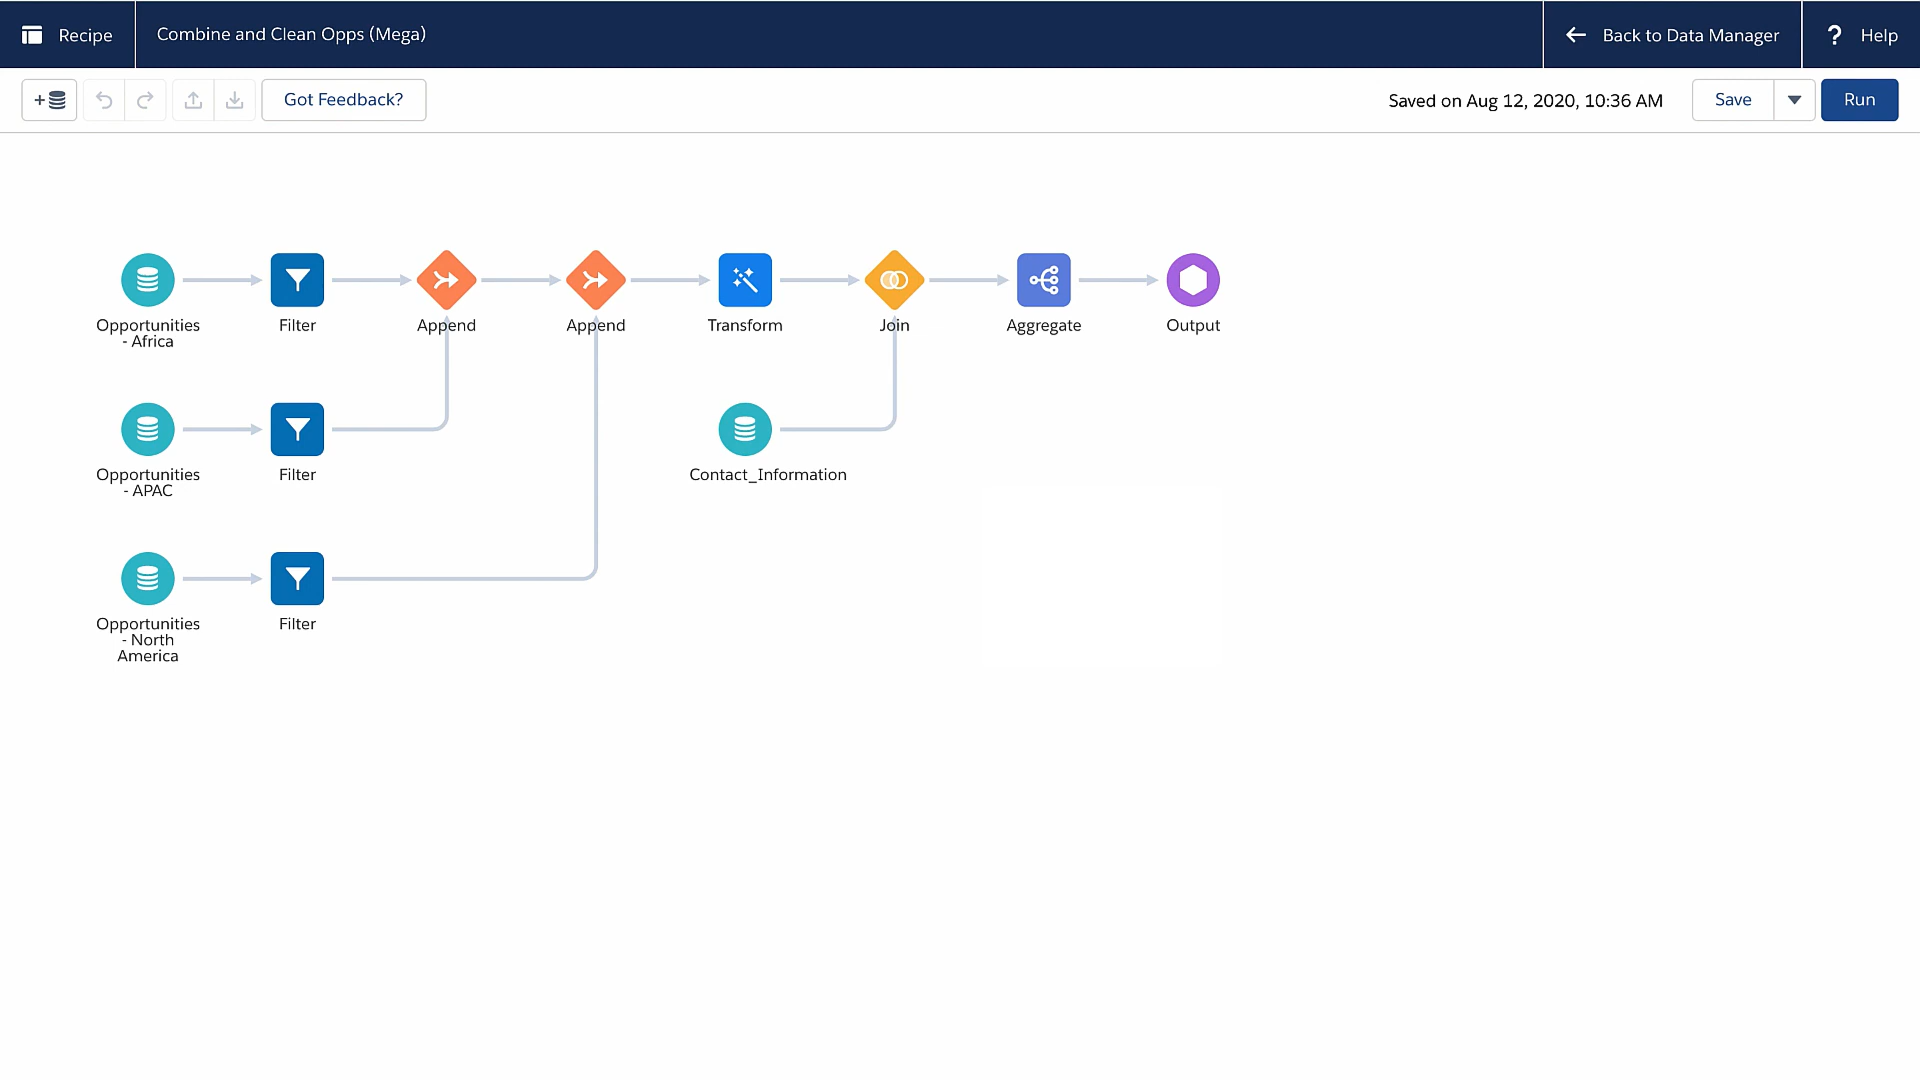 Recipe
Combine and Clean Opps (Mega)
Back to Data Manager
? Help
+
Got Feedback?
Saved on Aug 12, 2020, 10:36 AM
Save
Run
Opportunities
- Africa
Filter
Append
Append
Transform
Join
Aggregate
Output
Opportunities
- APAC
Filter
Contact_Information
Opportunities
- North
America
Filter